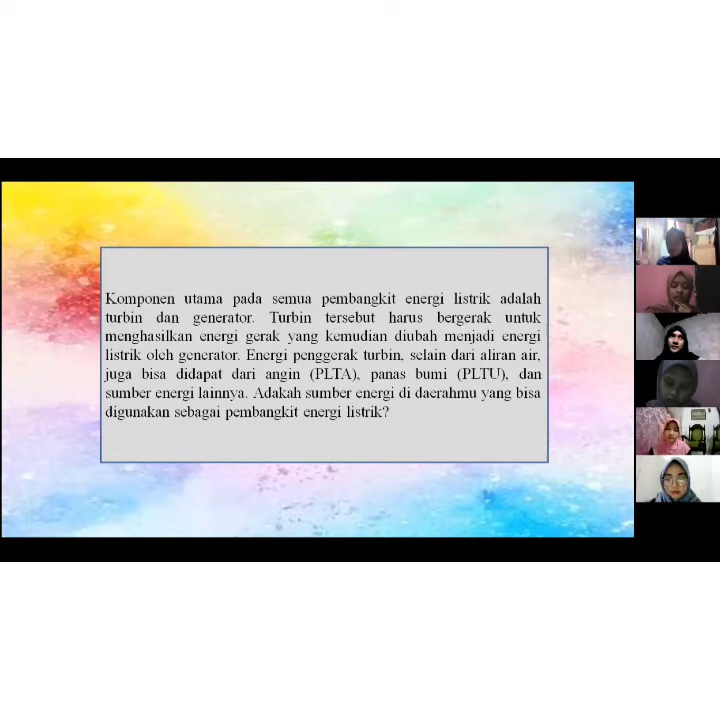 Komponen utama pada semua pembangkit energi listrik adalah
turbin dan generator. Turbin tersebut harus bergerak untuk
menghasilkan energi gerak yang kemudian diubah menjadi energi
listrik oleh generator. Energi penggerak turbin, selain dari aliran air,
juga bisa didapat dari angin (PLTA), panas bumi (PLTU), dan
sumber energi lainnya. Adakah sumber energi di daerahmu yang bisa
digunakan sebagai pembangkit energi listrik?